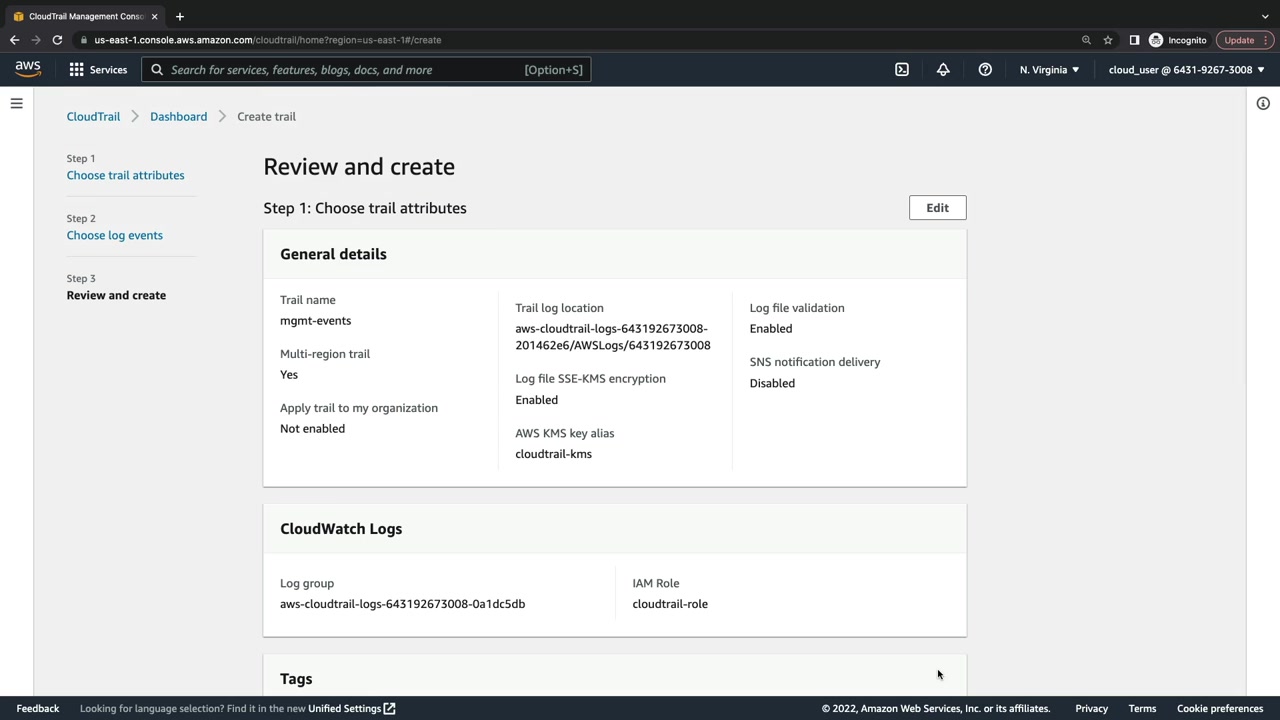 CloudTrail Management Conso
us-east-1.console.aws.amazon.com/cloudtrail/home?region=us-east-1#/create
Incognito
Update
aws
Services
Search for services, features, blogs, docs, and more
[Option+S]
N. Virginia
cloud_user @ 6431-9267-3008
CloudTrail
Dashboard
Create trail
Step 1
Choose trail attributes
Step 2
Choose log events
Step 3
Review and create
Review and create
Step 1: Choose trail attributes
Edit
General details
Trail name
mgmt-events
Multi-region trail
Yes
Apply trail to my organization
Not enabled
Trail log location
aws-cloudtrail-logs-643192673008-
201462e6/AWSLogs/643192673008
Log file SSE-KMS encryption
Enabled
AWS KMS key alias
cloudtrail-kms
Log file validation
Enabled
SNS notification delivery
Disabled
CloudWatch Logs
Log group
aws-cloudtrail-logs-643192673008-0a1dc5db
IAM Role
cloudtrail-role
Tags
Feedback
Looking for language selection? Find it in the new Unified Settings
© 2022, Amazon Web Services, Inc. or its affiliates.
Privacy
Terms
Cookie preferences